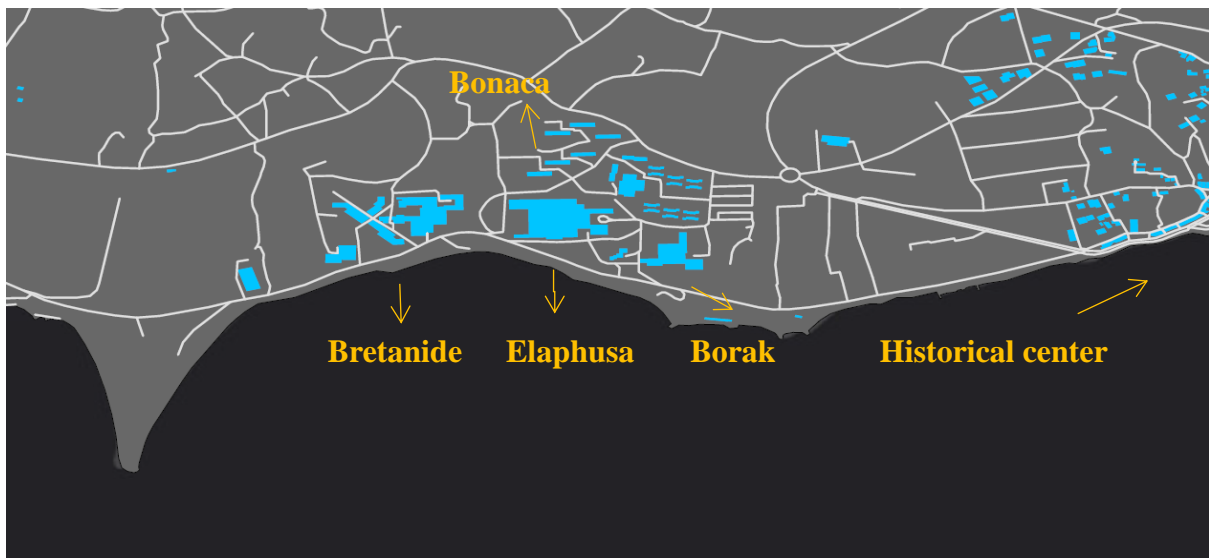 Bonaca
Bretanide
Elaphusa
Borak
Historical center